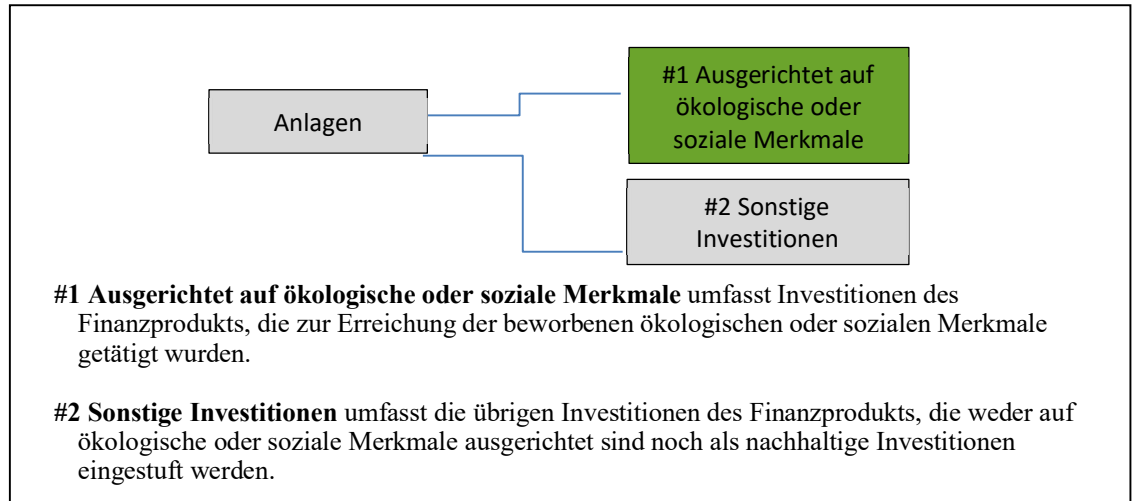 #1 Ausgerichtet auf
ökologische oder
soziale Merkmale
Anlagen
#2 Sonstige
Investitionen
#1 Ausgerichtet auf ökologische oder soziale Merkmale umfasst Investitionen des
Finanzprodukts, die zur Erreichung der beworbenen ökologischen oder sozialen Merkmale
getätigt wurden.
#2 Sonstige Investitionen umfasst die übrigen Investitionen des Finanzprodukts, die weder auf
ökologische oder soziale Merkmale ausgerichtet sind noch als nachhaltige Investitionen
eingestuft werden.